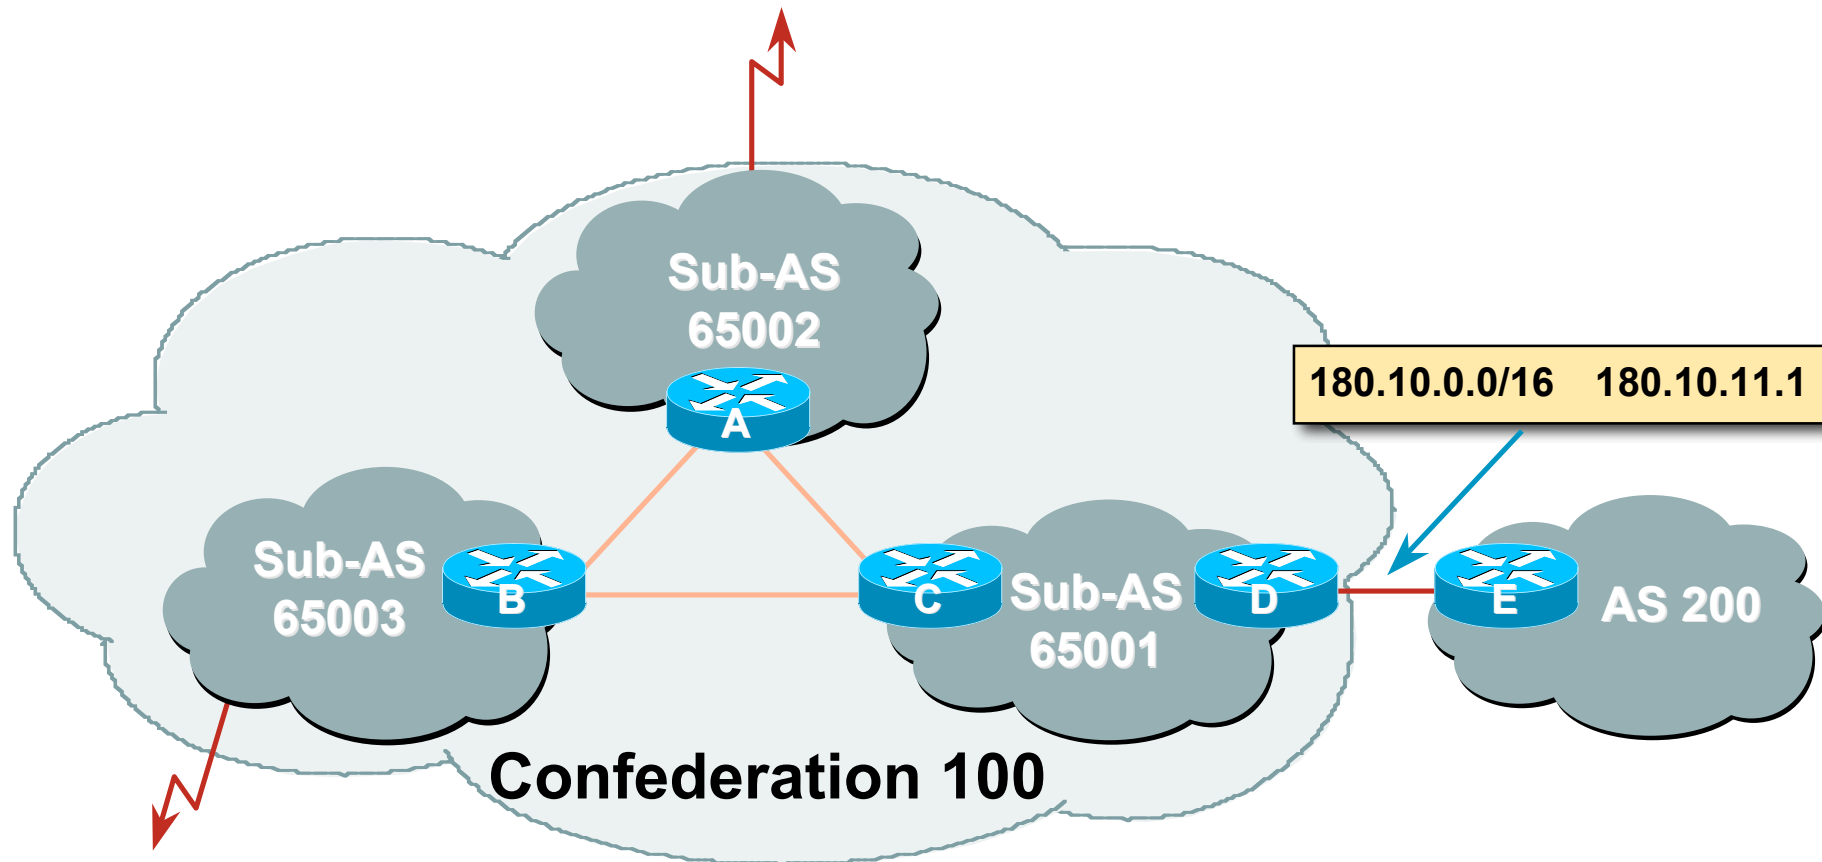 Sub-AS
65002
A
180.10.0.0/16 180.10.11.1
Sub-AS
65003
B
C
Sub-AS
65001
D
E
AS 200
Confederation 100